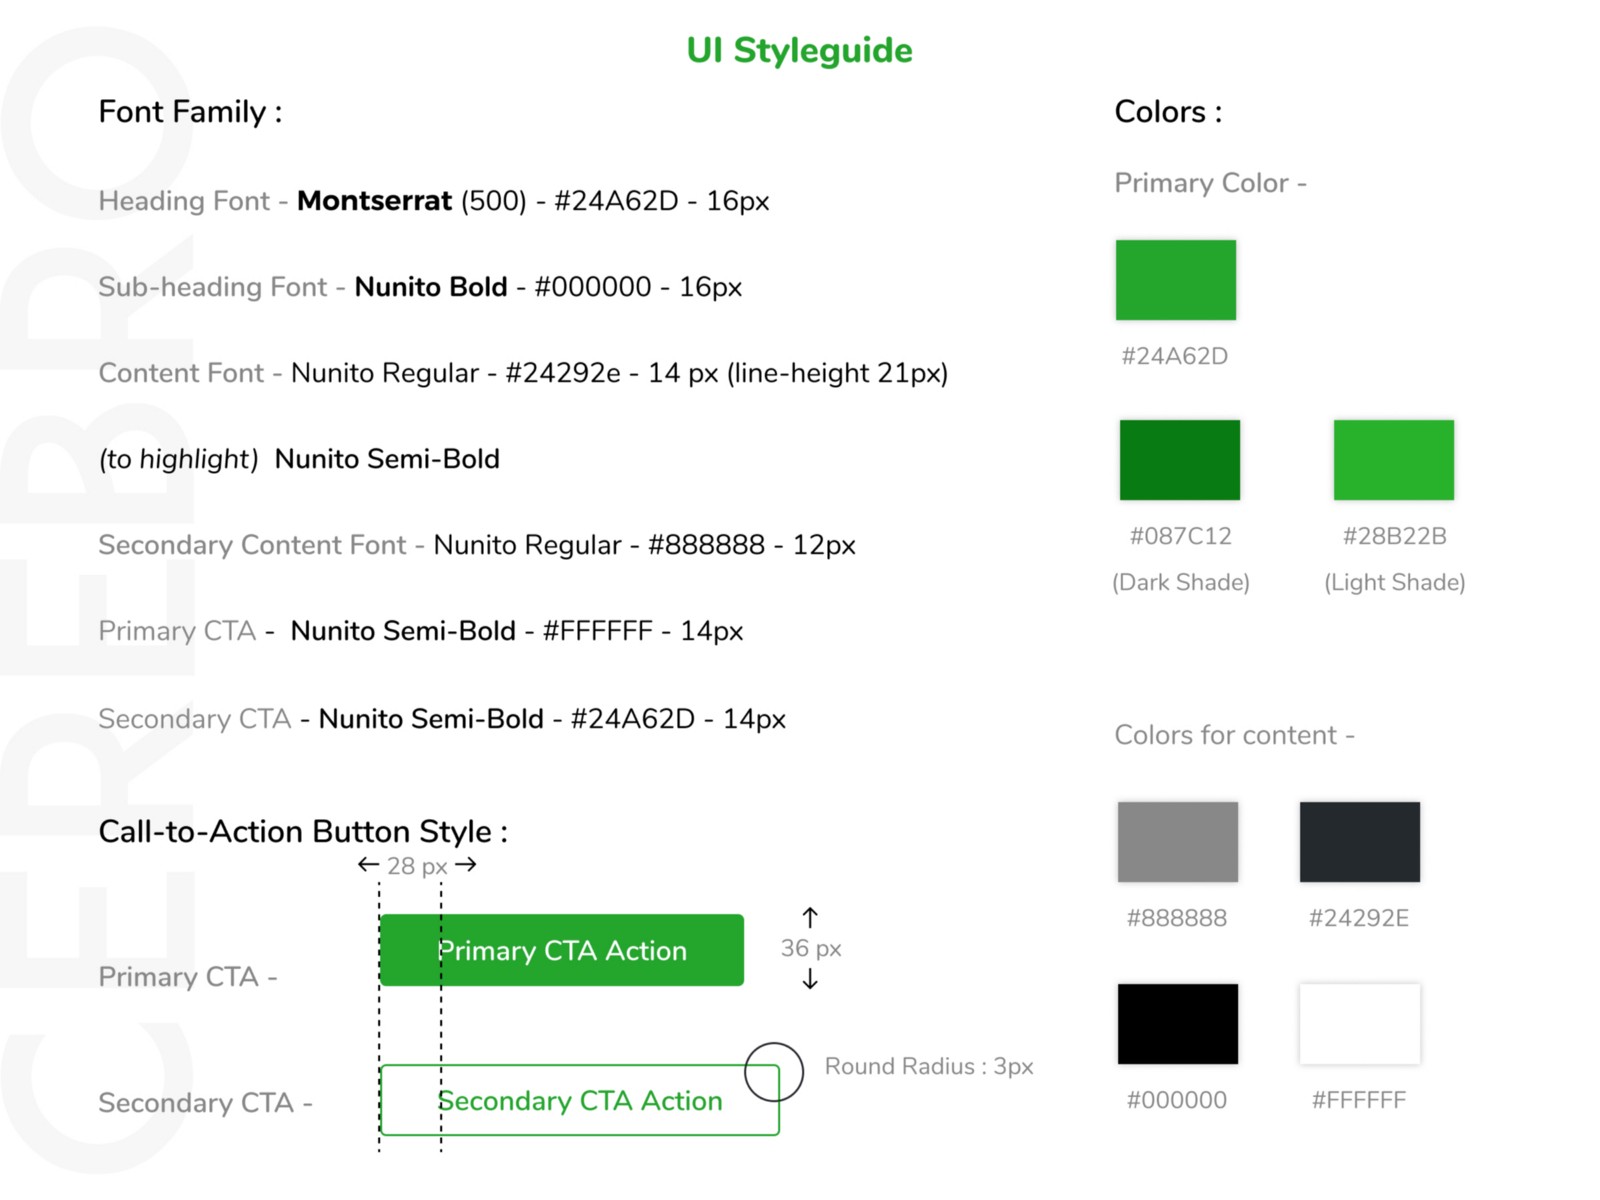 UI Styleguide
Font Family :
Heading Font - Montserrat (500) - #24A62D - 16px
Sub-heading Font - Nunito Bold - #000000 - 16px
Content Font - Nunito Regular - #24292e - 14 px (line-height 21px)
(to highlight) Nunito Semi-Bold
Secondary Content Font - Nunito Regular - #888888 - 12px
Primary CTA - Nunito Semi-Bold - #FFFFFF - 14px
Secondary CTA - Nunito Semi-Bold - #24A62D - 14px
Call-to-Action Button Style :
← 28 px →
Primary CTA -
Primary CTA Action
↑
36 px
↓
Secondary CTA -
Secondary CTA Action
Round Radius : 3px
Colors :
Primary Color -
#24A62D
#087C12
(Dark Shade)
#28B22B
(Light Shade)
Colors for content -
#888888
#24292E
#000000
#FFFFFF
CEREBRO